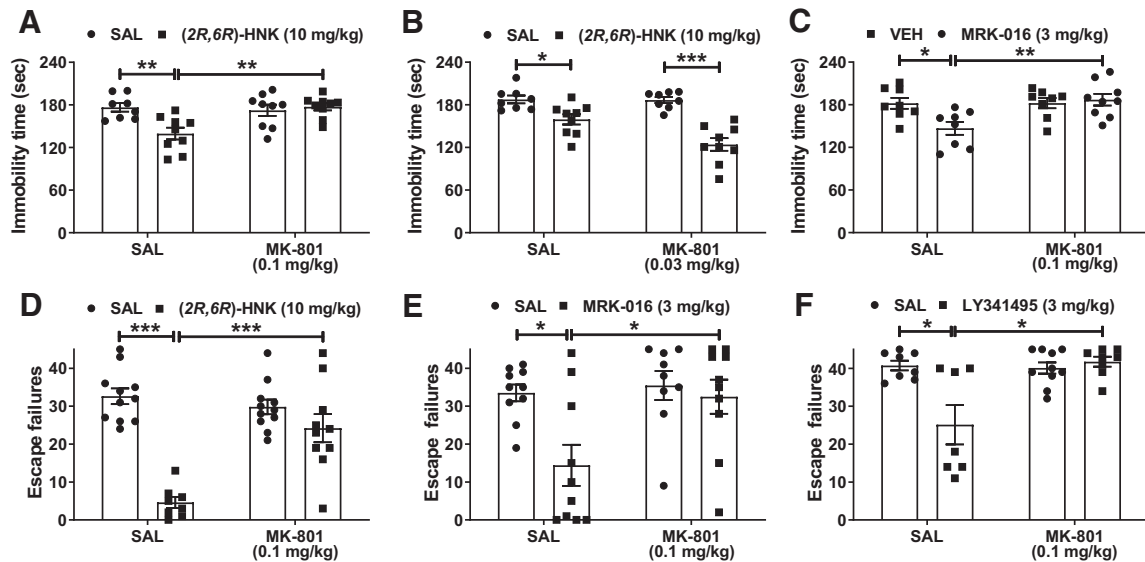 A
● SAL ■ (2R,6R)-HNK (10 mg/kg)
** **
Immobility time (sec)
240
180
120
60
0
SAL MK-801
(0.1 mg/kg)
B
● SAL ■ (2R,6R)-HNK (10 mg/kg)
* ***
Immobility time (sec)
240
180
120
60
0
SAL MK-801
(0.03 mg/kg)
C
■ VEH ● MRK-016 (3 mg/kg)
* **
Immobility time (sec)
240
180
120
60
0
SAL MK-801
(0.1 mg/kg)
D
● SAL ■ (2R,6R)-HNK (10 mg/kg)
*** ***
Escape failures
40
30
20
10
0
SAL MK-801
(0.1 mg/kg)
E
● SAL ■ MRK-016 (3 mg/kg)
* *
Escape failures
40
30
20
10
0
SAL MK-801
(0.1 mg/kg)
F
● SAL ■ LY341495 (3 mg/kg)
* *
Escape failures
40
30
20
10
0
SAL MK-801
(0.1 mg/kg)